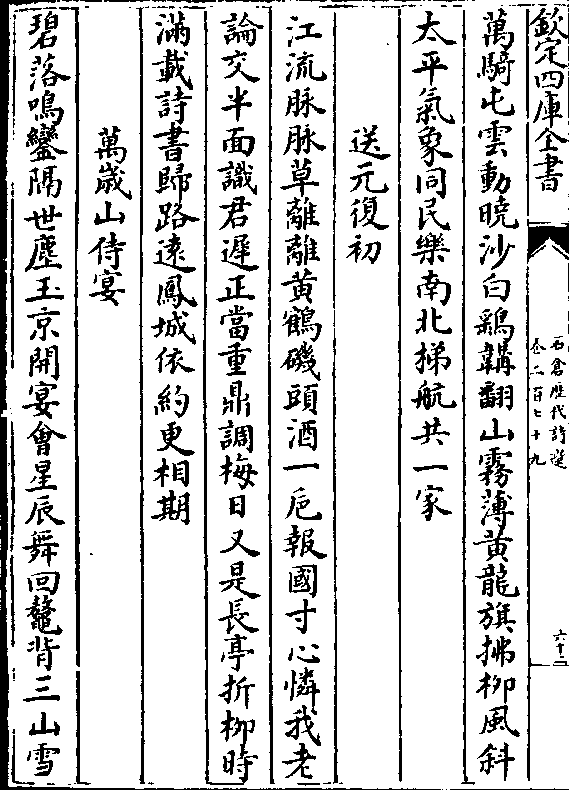 欽定四庫全書
石倉歷代詩選
卷二百七十九
六十二
萬騎屯雲動曉沙白鷄韝翻山霧薄黃龍旗拂柳風斜
太平氣象同民樂南北梯航共一家
送元復初
江流脉脉草離離黃鶴磯頭酒一巵報國寸心憐我老
論交半面識君遲正當重鼎調梅日又是長亭折柳時
滿載詩書歸路遠鳳城依約更相期
萬歲山侍宴
碧落鳴鑾隔世塵玉京開宴會星辰舞回鼇背三山雪